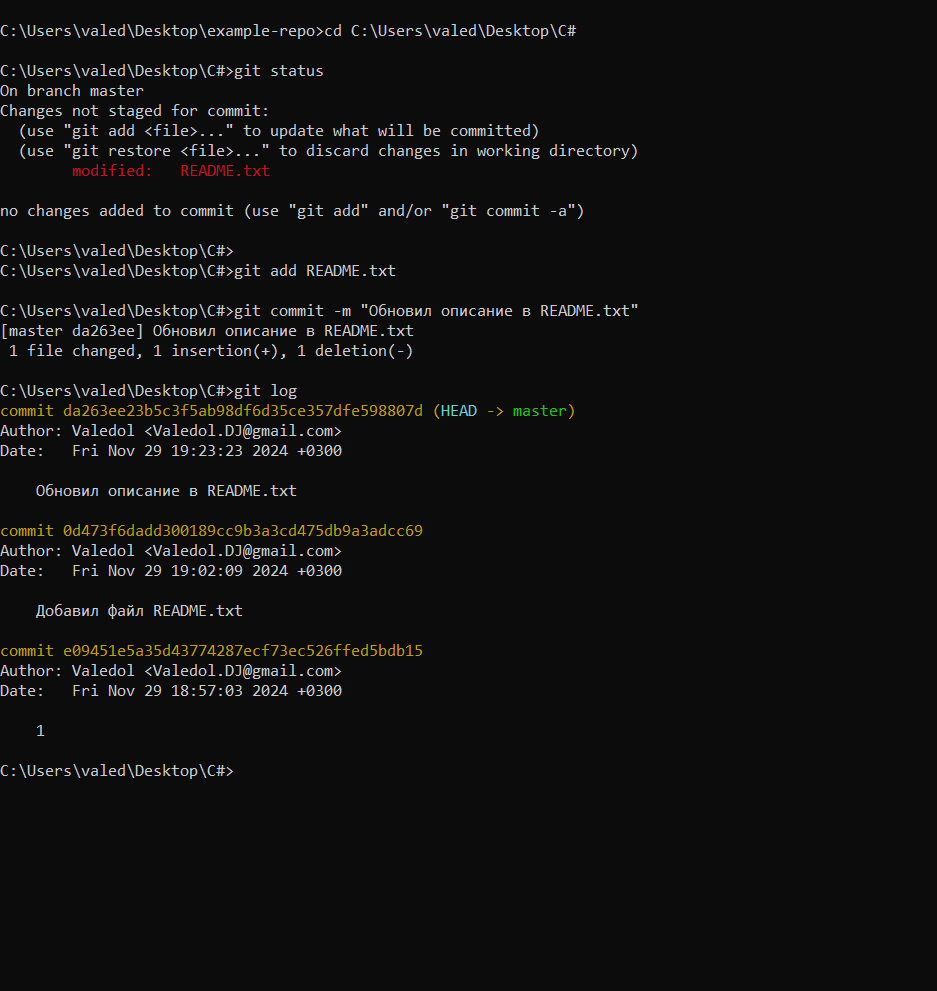 C:\Users\valed\Desktop\example-repo>cd C:\Users\valed\Desktop\C#
C:\Users\valed\Desktop\C#>git status
On branch master
Changes not staged for commit:
  (use "git add <file>..." to update what will be committed)
  (use "git restore <file>..." to discard changes in working directory)
        modified:   README.txt
no changes added to commit (use "git add" and/or "git commit -a")
C:\Users\valed\Desktop\C#>
C:\Users\valed\Desktop\C#>git add README.txt
C:\Users\valed\Desktop\C#>git commit -m "Обновил описание в README.txt"
[master da263ee] Обновил описание в README.txt
 1 file changed, 1 insertion(+), 1 deletion(-)
C:\Users\valed\Desktop\C#>git log
commit da263ee23b5c3f5ab98df6d35ce357dfe598807d (HEAD -> master)
Author: Valedol <Valedol.DJ@gmail.com>
Date:   Fri Nov 29 19:23:23 2024 +0300
    Обновил описание в README.txt
commit 0d473f6dadd300189cc9b3a3cd475db9a3adcc69
Author: Valedol <Valedol.DJ@gmail.com>
Date:   Fri Nov 29 19:02:09 2024 +0300
    Добавил файл README.txt
commit e09451e5a35d43774287ecf73ec526ffed5bdb15
Author: Valedol <Valedol.DJ@gmail.com>
Date:   Fri Nov 29 18:57:03 2024 +0300
    1
C:\Users\valed\Desktop\C#>